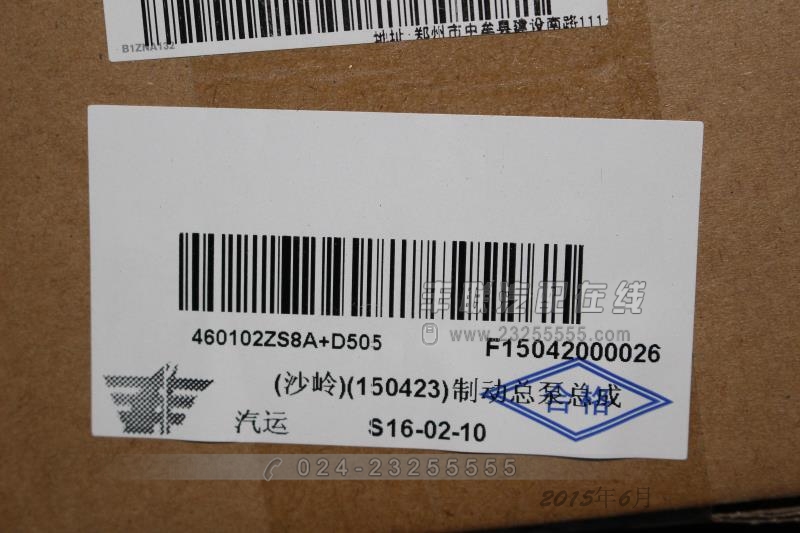 B1ZNA132
地址:郑州市中牟县建设南路111
460102ZS8A+D505
F15042000026
(沙岭)(150423)制动总泵总成
合格
汽运
S16-02-10
车联汽配在线
www.23255555.com
024-23255555
2015年6月